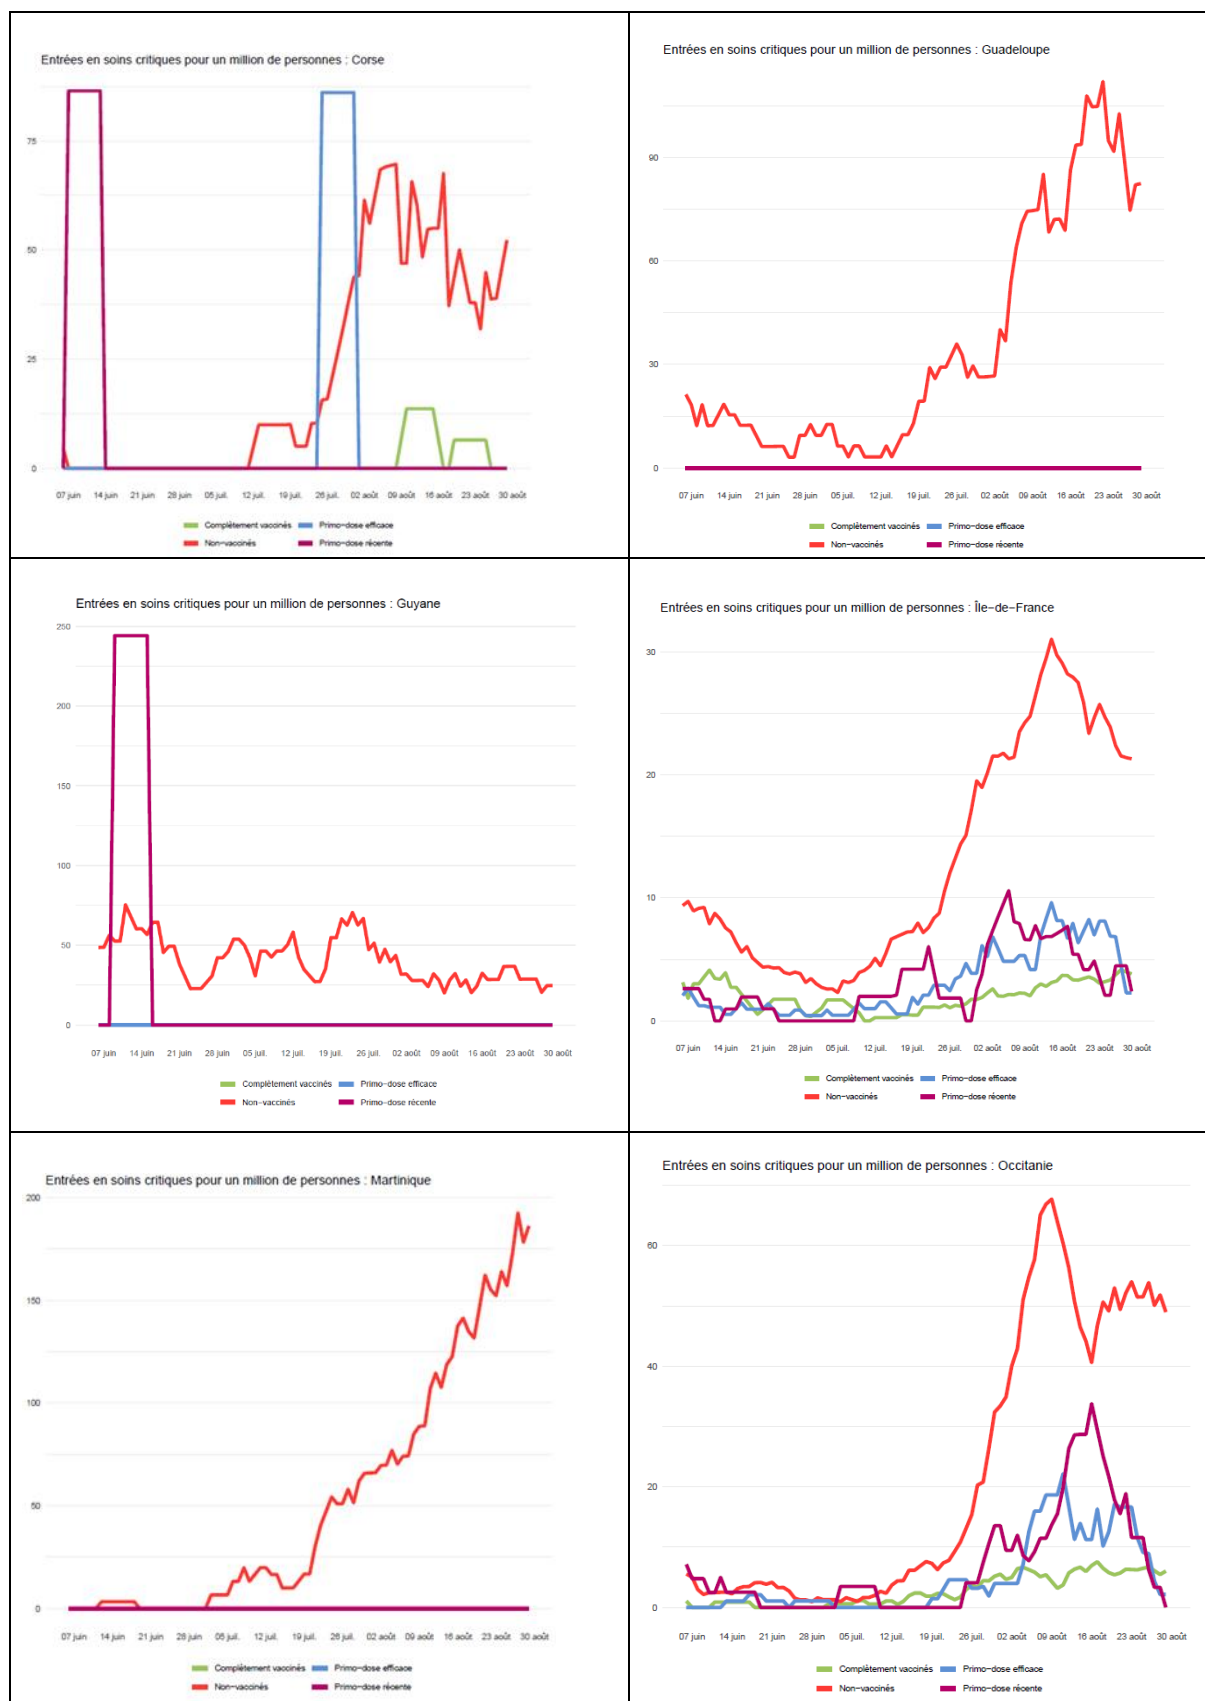 Entrées en soins critiques pour un million de personnes : Corse
75
50
25
0
07 juin 14 juin 21 juin 28 juin 05 juil. 12 juil. 19 juil. 26 juil. 02 août 09 août 16 août 23 août 30 août
Complètement vaccinés Primo-dose efficace
Non-vaccinés Primo-dose récente
Entrées en soins critiques pour un million de personnes : Guadeloupe
90
60
30
0
07 juin 14 juin 21 juin 28 juin 05 juil. 12 juil. 19 juil. 26 juil. 02 août 09 août 16 août 23 août 30 août
Complètement vaccinés Primo-dose efficace
Non-vaccinés Primo-dose récente
Entrées en soins critiques pour un million de personnes : Guyane
250
200
150
100
50
0
07 juin 14 juin 21 juin 28 juin 05 juil. 12 juil. 19 juil. 26 juil. 02 août 09 août 16 août 23 août 30 août
Complètement vaccinés Primo-dose efficace
Non-vaccinés Primo-dose récente
Entrées en soins critiques pour un million de personnes : Île-de-France
30
20
10
0
07 juin 14 juin 21 juin 28 juin 05 juil. 12 juil. 19 juil. 26 juil. 02 août 09 août 16 août 23 août 30 août
Complètement vaccinés Primo-dose efficace
Non-vaccinés Primo-dose récente
Entrées en soins critiques pour un million de personnes : Martinique
200
150
100
50
0
07 juin 14 juin 21 juin 28 juin 05 juil. 12 juil. 19 juil. 26 juil. 02 août 09 août 16 août 23 août 30 août
Complètement vaccinés Primo-dose efficace
Non-vaccinés Primo-dose récente
Entrées en soins critiques pour un million de personnes : Occitanie
60
40
20
0
07 juin 14 juin 21 juin 28 juin 05 juil. 12 juil. 19 juil. 26 juil. 02 août 09 août 16 août 23 août 30 août
Complètement vaccinés Primo-dose efficace
Non-vaccinés Primo-dose récente